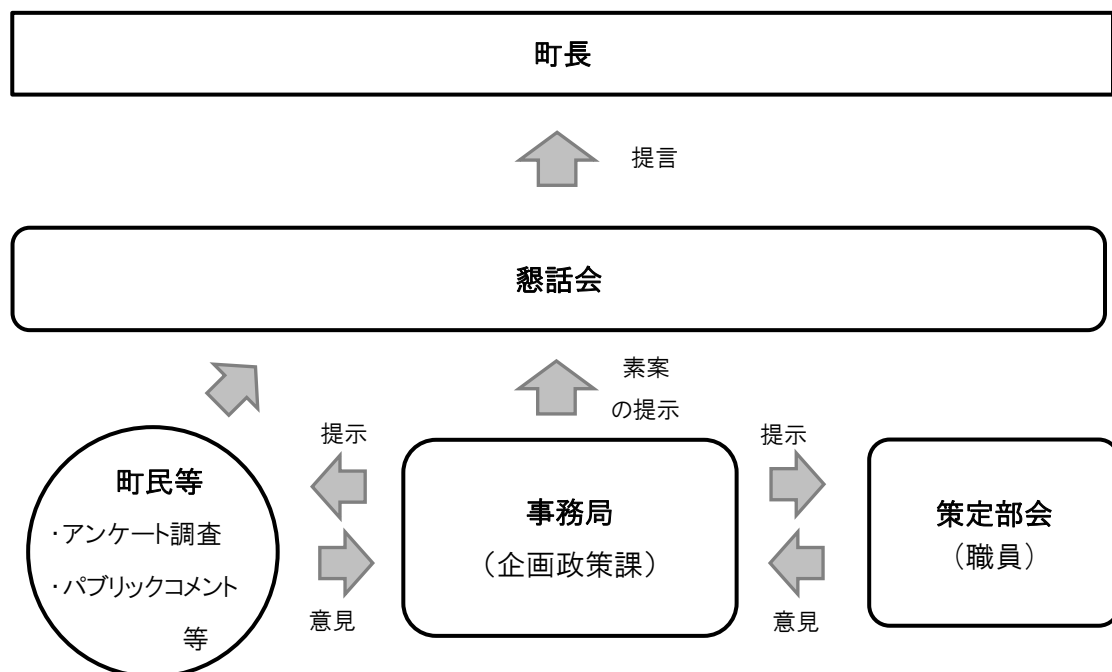 町長
提言
懇話会
素案
の提示
提示
提示
町民等
・アンケート調査
・パブリックコメント
等
事務局
（企画政策課）
策定部会
（職員）
意見
意見